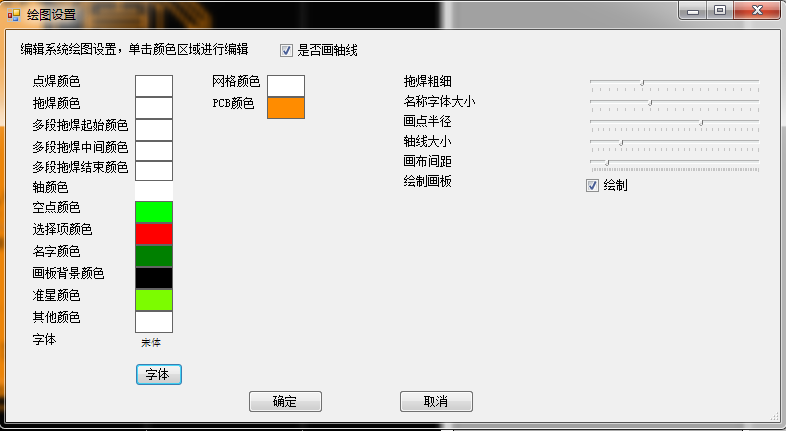 绘图设置
编辑系统绘图设置，单击颜色区域进行编辑
是否画轴线
点焊颜色
拖焊颜色
多段拖焊起始颜色
多段拖焊中间颜色
多段拖焊结束颜色
轴颜色
空点颜色
选择项颜色
名字颜色
画板背景颜色
准星颜色
其他颜色
字体
宋体
字体
网格颜色
PCB颜色
拖焊粗细
名称字体大小
画点半径
轴线大小
画布间距
绘制画板
绘制
确定
取消